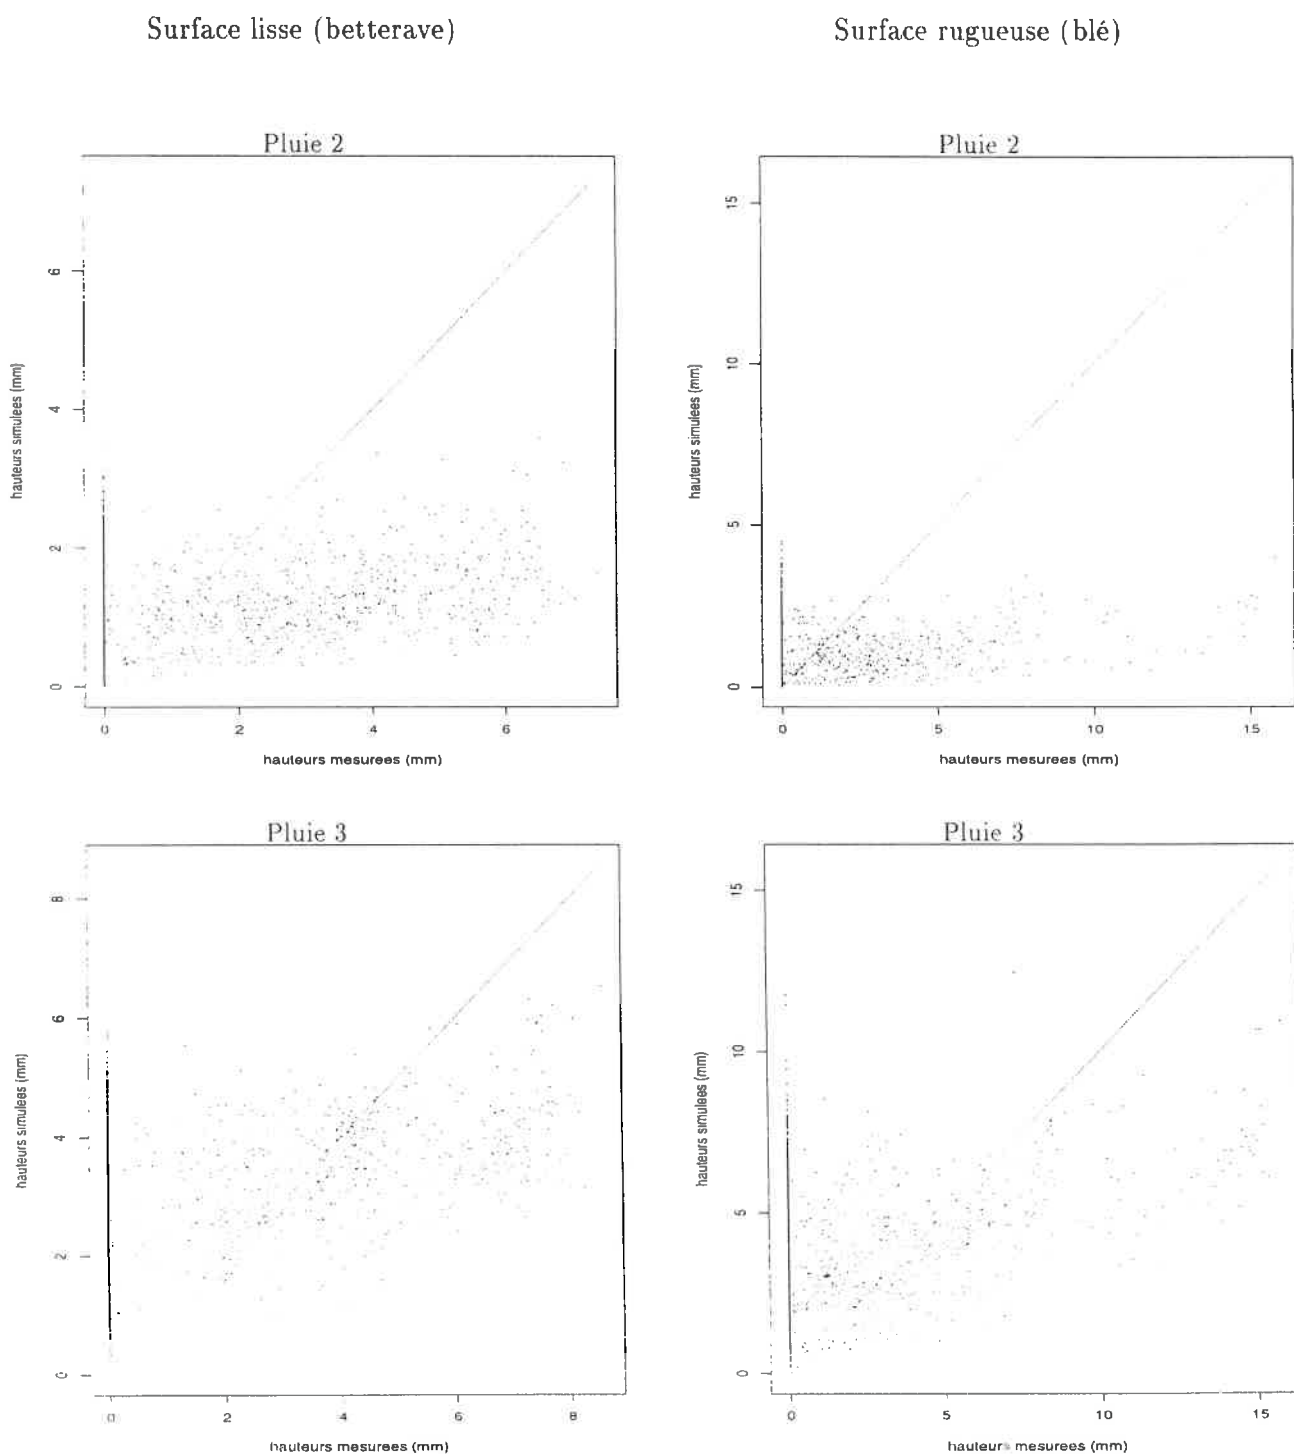 Surface lisse (betterave)
Surface rugueuse (blé)
Pluie 2
6
4
2
0
hauteurs simulees (mm)
0 2 4 6
hauteurs mesurees (mm)
Pluie 2
15
10
5
0
hauteurs simulees (mm)
0 5 10 15
hauteurs mesurees (mm)
Pluie 3
8
6
4
2
0
hauteurs simulees (mm)
0 2 4 6 8
hauteurs mesurees (mm)
Pluie 3
15
10
5
0
hauteurs simulees (mm)
0 5 10 15
hauteurs mesurees (mm)